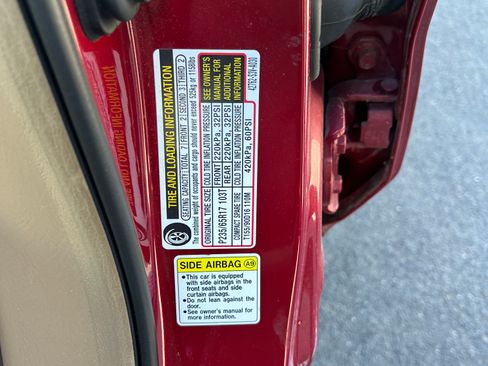 TIRE AND LOADING INFORMATION
SEATING CAPACITY TOTAL 7 FRONT 2 SECOND 3 THIRD 2
The combined weight of occupants and cargo should never exceed 525kg or 1158lbs
ORIGINAL TIRE SIZE COLD TIRE INFLATION PRESSURE SEE OWNER'S
P235/65R17 103T FRONT 220kPa, 32PSI MANUAL FOR
REAR 220kPa, 32PSI ADDITIONAL
COMPACT SPARE TIRE COLD TIRE INFLATION PRESSURE INFORMATION
T155/90D16 110M 420kPa, 60PSI
SIDE AIRBAG
●This car is equipped
with side airbags in the
front seats and side
curtain airbags.
●Do not lean against the
door.
●See owner's manual for
more information.